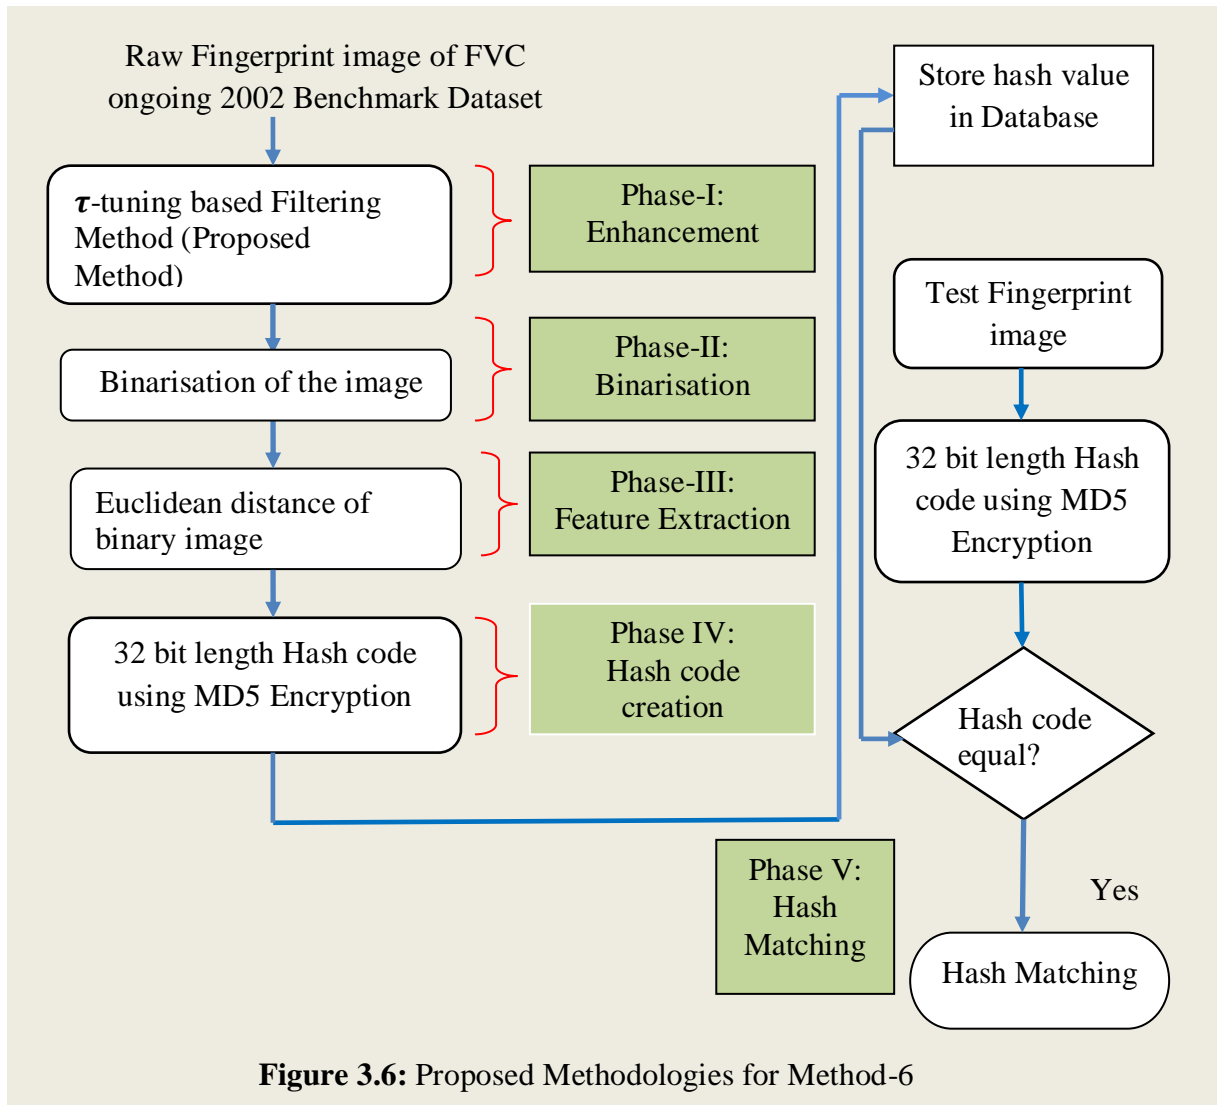 Raw Fingerprint image of FVC
ongoing 2002 Benchmark Dataset
τ-tuning based Filtering
Method (Proposed
Method)
Phase-I:
Enhancement
Binarisation of the image
Phase-II:
Binarisation
Euclidean distance of
binary image
Phase-III:
Feature Extraction
32 bit length Hash code
using MD5 Encryption
Phase IV:
Hash code
creation
Store hash value
in Database
Test Fingerprint
image
32 bit length Hash
code using MD5
Encryption
Hash code
equal?
Phase V:
Hash
Matching
Yes
Hash Matching
Figure 3.6: Proposed Methodologies for Method-6